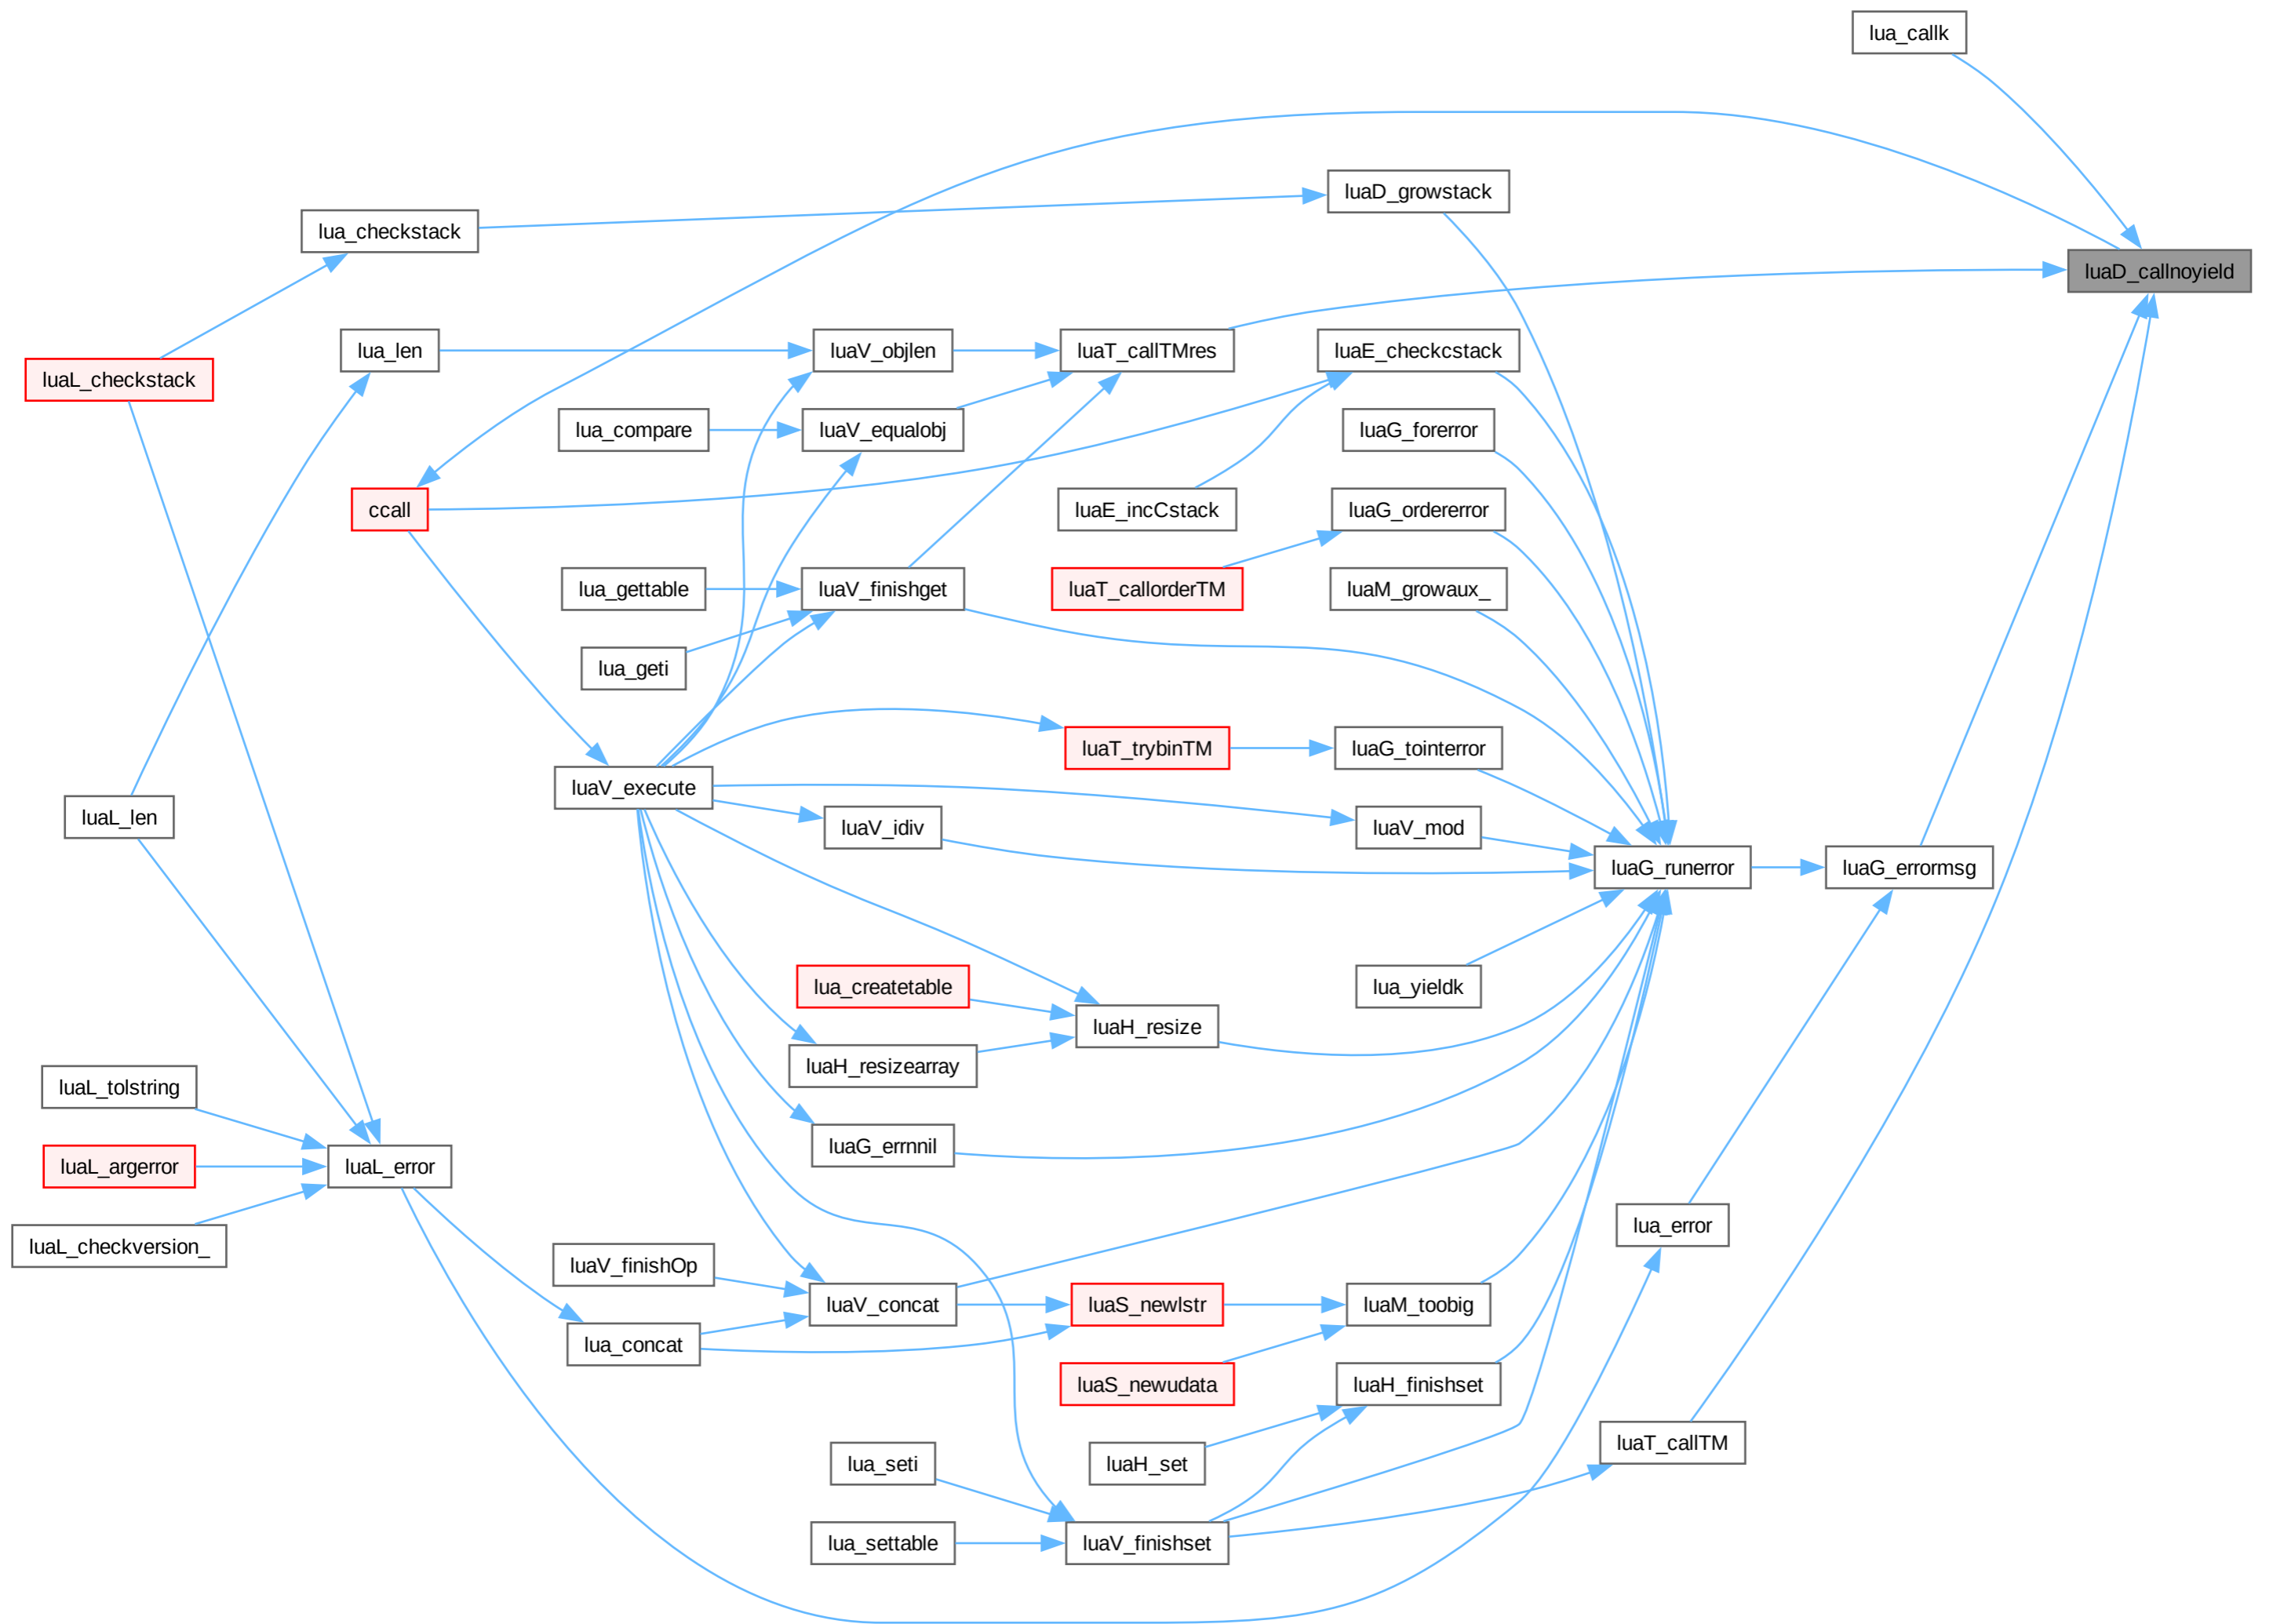 lua_callk
luaD_growstack
lua_checkstack
luaD_callnoyield
lua_len
luaV_objlen
luaT_callTMres
luaE_checkcstack
luaL_checkstack
lua_compare
luaV_equalobj
luaG_forerror
ccall
luaE_incCstack
luaG_ordererror
lua_gettable
luaV_finishget
luaT_callorderTM
luaM_growaux_
lua_geti
luaT_trybinTM
luaG_tointerror
luaV_execute
luaL_len
luaV_idiv
luaV_mod
luaG_runerror
luaG_errormsg
lua_createtable
lua_yieldk
luaH_resize
luaH_resizearray
luaL_tolstring
luaG_errnnil
luaL_argerror
luaL_error
lua_error
luaL_checkversion_
luaV_finishOp
luaV_concat
luaS_newlstr
luaM_toobig
lua_concat
luaS_newudata
luaH_finishset
luaT_callTM
lua_seti
luaH_set
lua_settable
luaV_finishset